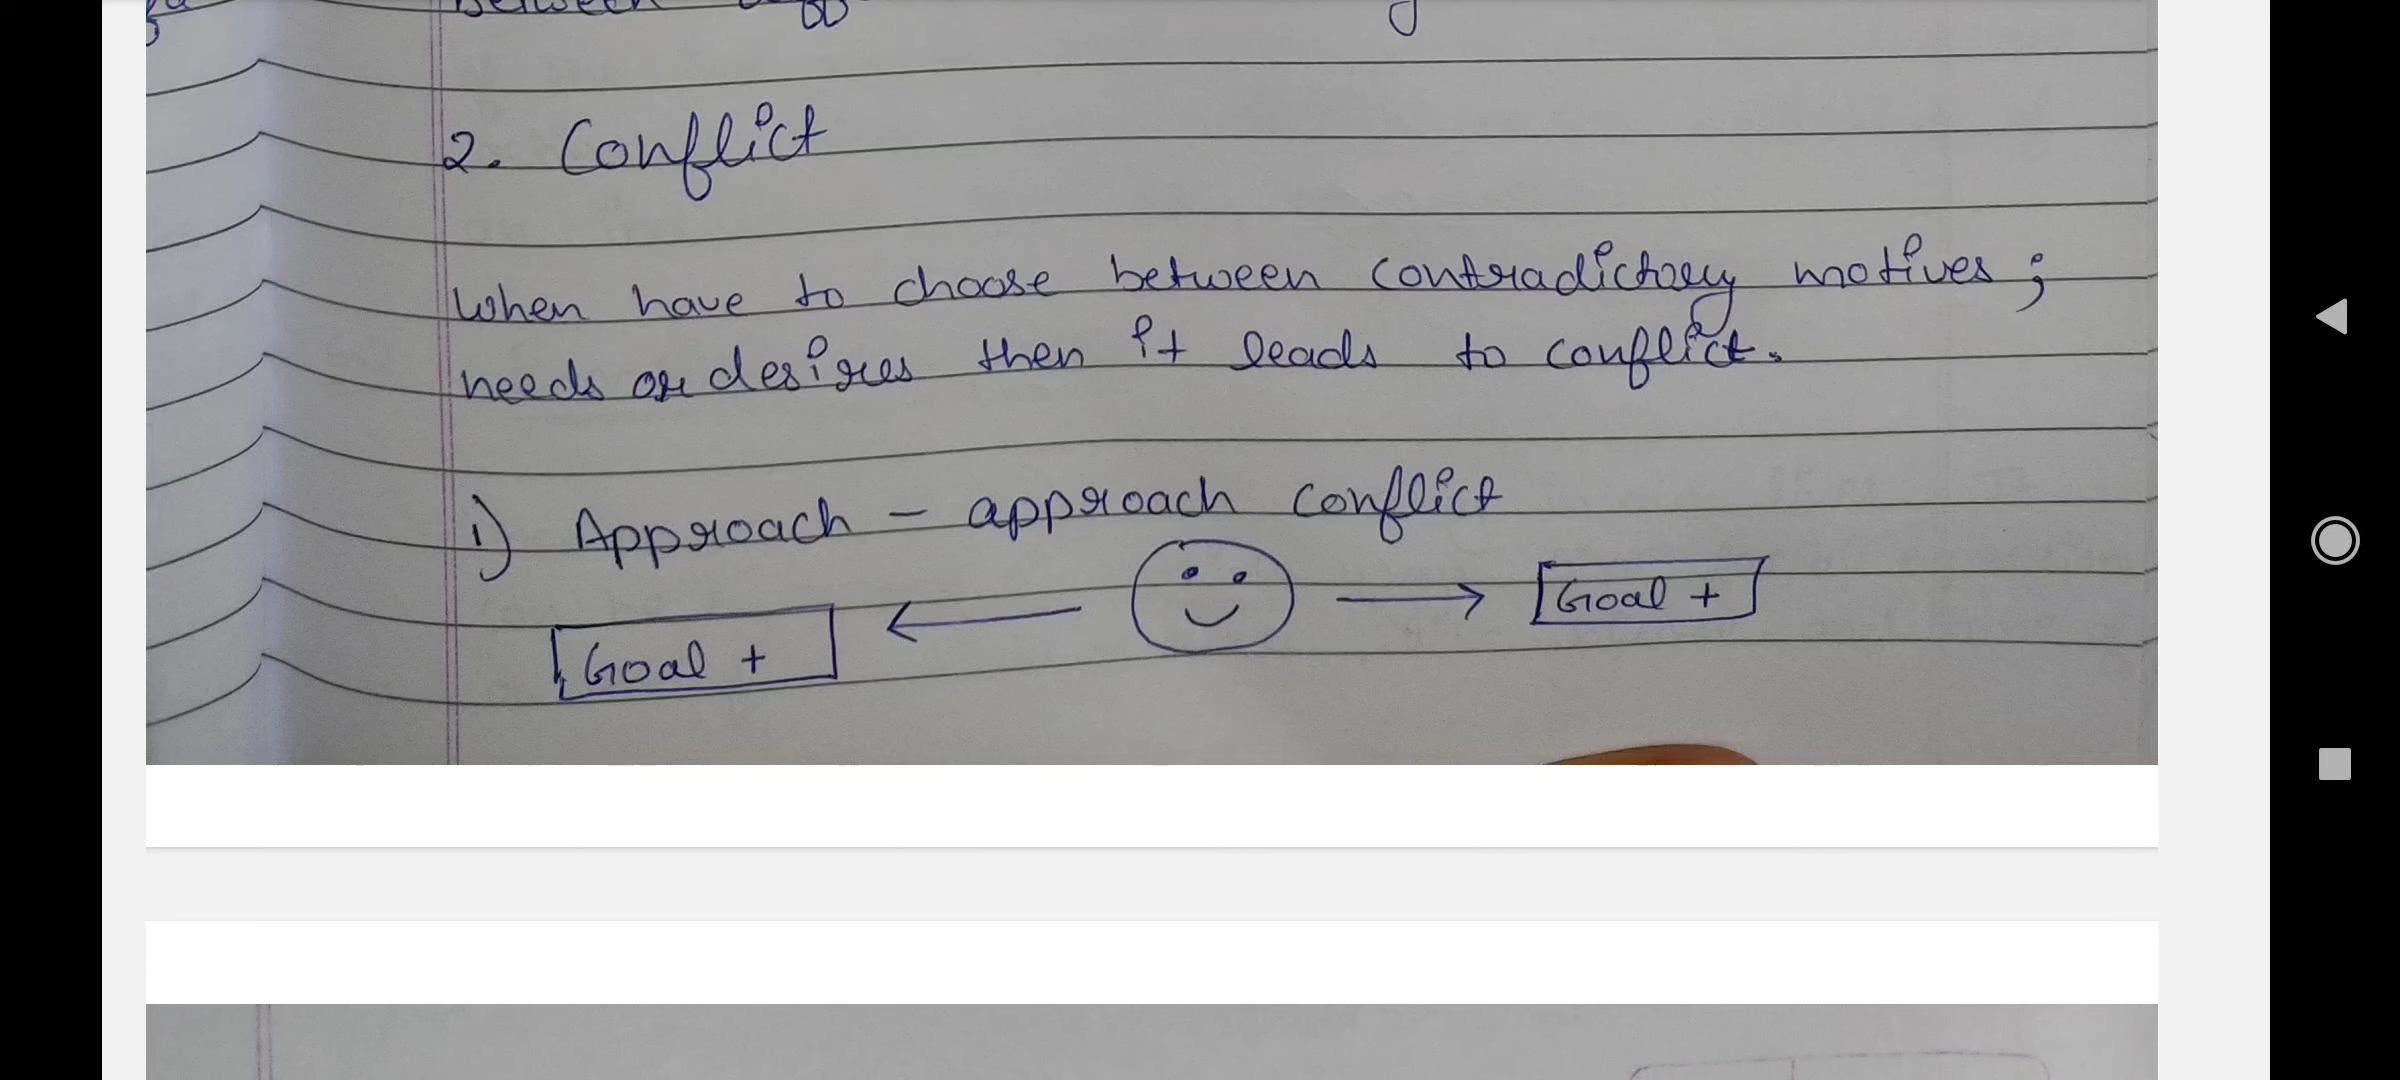 2. Conflict
When have to choose between contradictory motives;
needs or desires then it leads to conflict.
i) Approach - approach conflict
Goal +
Goal +